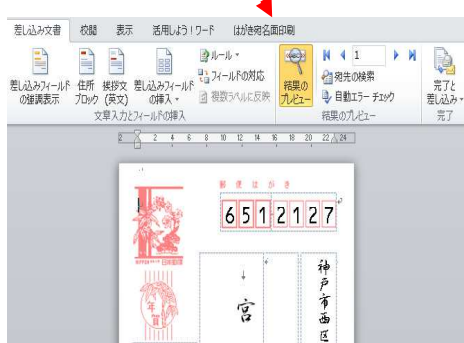 差し込み文書 校閲 表示 活用しよう!ワード はがき宛名面印刷
ルール
フィールドの対応
複数ラベルに反映
差し込みフィールドの強調表示
住所ブロック
挨拶文(英文)
差し込みフィールドの挿入
文章入力とフィールドの挿入
結果のプレビュー
1
宛先の検索
自動エラー チェック
結果のプレビュー
完了と差し込み
完了
2 2 4 6 8 10 12 14 16 18 20 22 24
郵便はがき
6512127
年賀
神戸市西区
宮